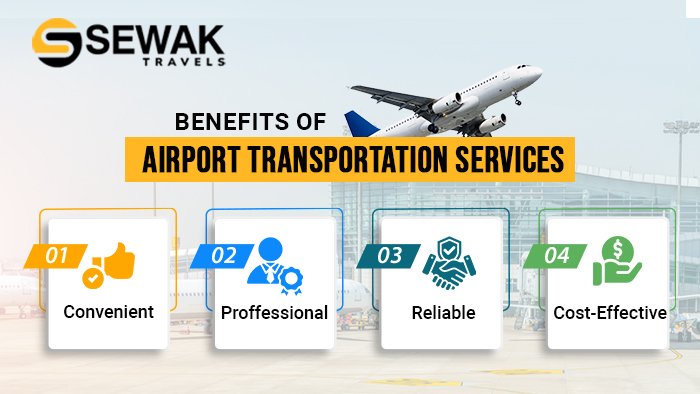 SEWAK
TRAVELS
BENEFITS OF
AIRPORT TRANSPORTATION SERVICES
01
Convenient
02
Proffessional
03
Reliable
04
Cost-Effective